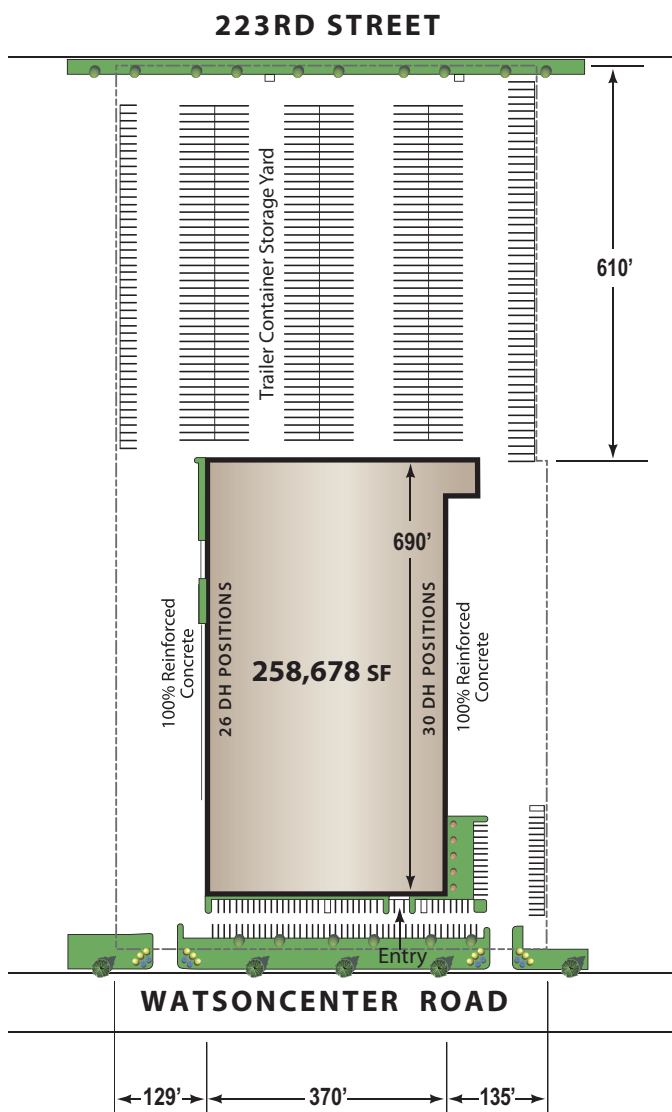 223RD STREET
Trailer Container Storage Yard
610’
690’
100% Reinforced
Concrete
26 DH POSITIONS
258,678 SF
30 DH POSITIONS
100% Reinforced
Concrete
Entry
WATSONCENTER ROAD
129’
370’
135’